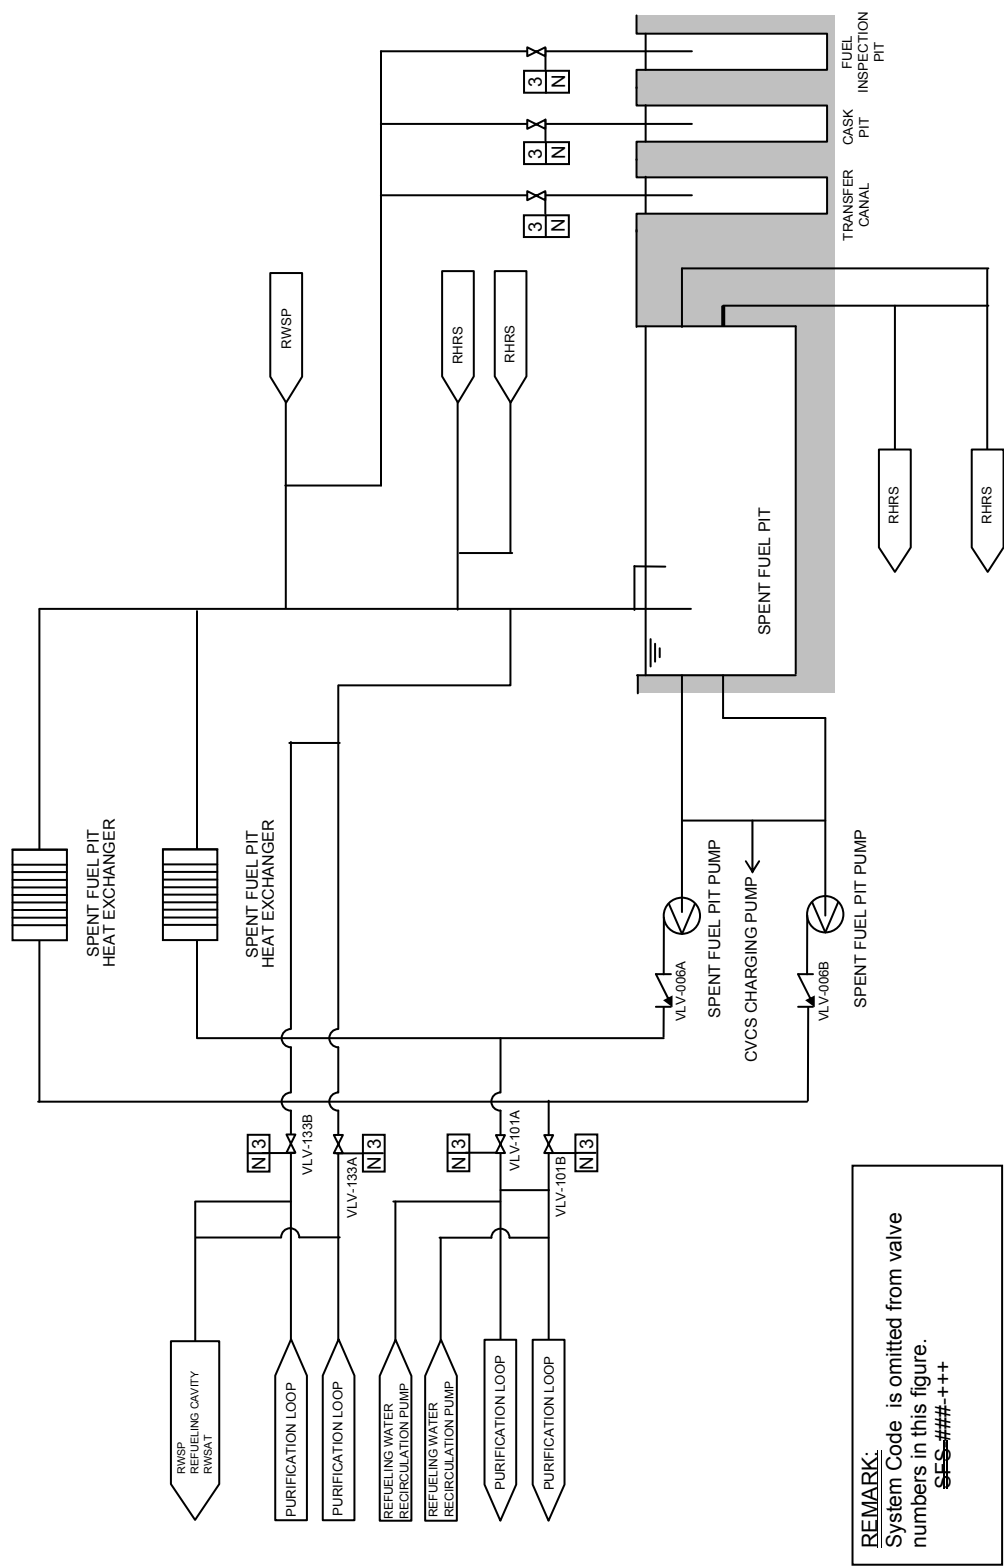 RWSP
REFUELING CAVITY
RWSAT
PURIFICATION LOOP
PURIFICATION LOOP
REFUELING WATER
RECIRCULATION PUMP
REFUELING WATER
RECIRCULATION PUMP
PURIFICATION LOOP
PURIFICATION LOOP
N 3
VLV-133B
N 3
VLV-133A
N 3
VLV-101A
N 3
VLV-101B
SPENT FUEL PIT
HEAT EXCHANGER
SPENT FUEL PIT
HEAT EXCHANGER
VLV-006A
SPENT FUEL PIT PUMP
CVCS CHARGING PUMP
VLV-006B
SPENT FUEL PIT PUMP
RWSP
RHRS
RHRS
SPENT FUEL PIT
RHRS
RHRS
3 N
3 N
3 N
TRANSFER
CANAL
CASK
PIT
FUEL
INSPECTION
PIT
REMARK:
System Code is omitted from valve
numbers in this figure.
SFS-###-+++